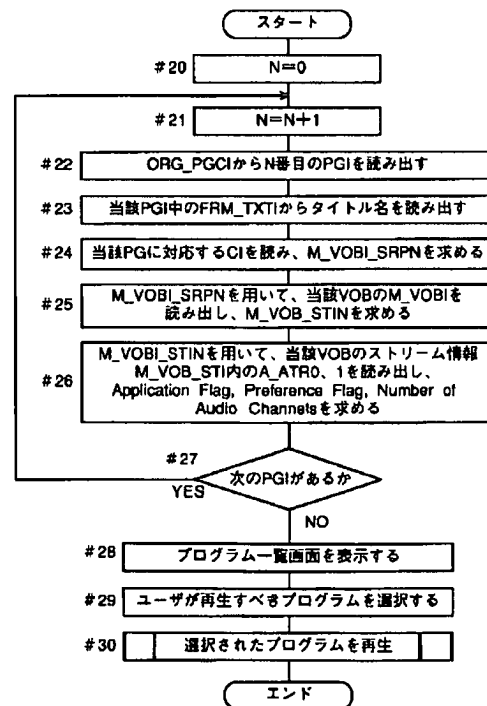 スタート
#20
N=0
#21
N=N+1
#22
ORG_PGCIからN番目のPGIを読み出す
#23
当該PGI中のFRM_TXTIからタイトル名を読み出す
#24
当該PGに対応するCIを読み、M_VOBI_SRPNを求める
#25
M_VOBI_SRPNを用いて、当該VOBのM_VOBIを
読み出し、M_VOB_STINを求める
#26
M_VOBI_STINを用いて、当該VOBのストリーム情報
M_VOB_STI内のA_ATR0、1を読み出し、
Application Flag, Preference Flag, Number of
Audio Channelsを求める
#27
次のPGIがあるか
YES
NO
#28
プログラム一覧画面を表示する
#29
ユーザが再生すべきプログラムを選択する
#30
選択されたプログラムを再生
エンド